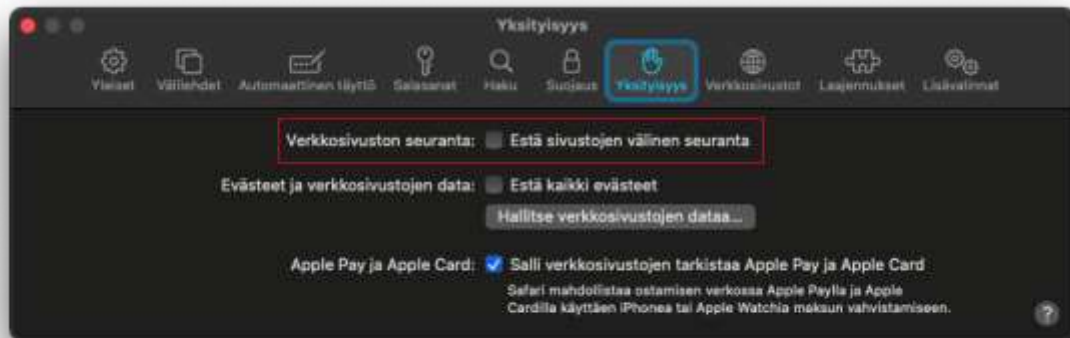 Yksityisyys
Yleiset Välilehdet Automaattinen täyttö Salasanat Haku Suojaus Yksityisyys Verkkosivustot Laajennukset Lisävalinnat
Verkkosivuston seuranta: Estä sivustojen välinen seuranta
Evästeet ja verkkosivustojen data: Estä kaikki evästeet
Hallitse verkkosivustojen dataa...
Apple Pay ja Apple Card: Salli verkkosivustojen tarkistaa Apple Pay ja Apple Card
Safari mahdollistaa ostamisen verkossa Apple Paylla ja Apple
Cardilla käyttäen iPhonea tai Apple Watchia maksun vahvistamiseen.
?